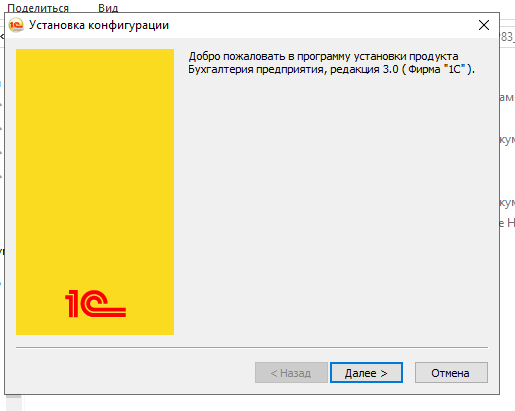 Поделиться Вид
Установка конфигурации
Добро пожаловать в программу установки продукта
Бухгалтерия предприятия, редакция 3.0 ( Фирма "1С" ).
1С
< Назад Далее > Отмена